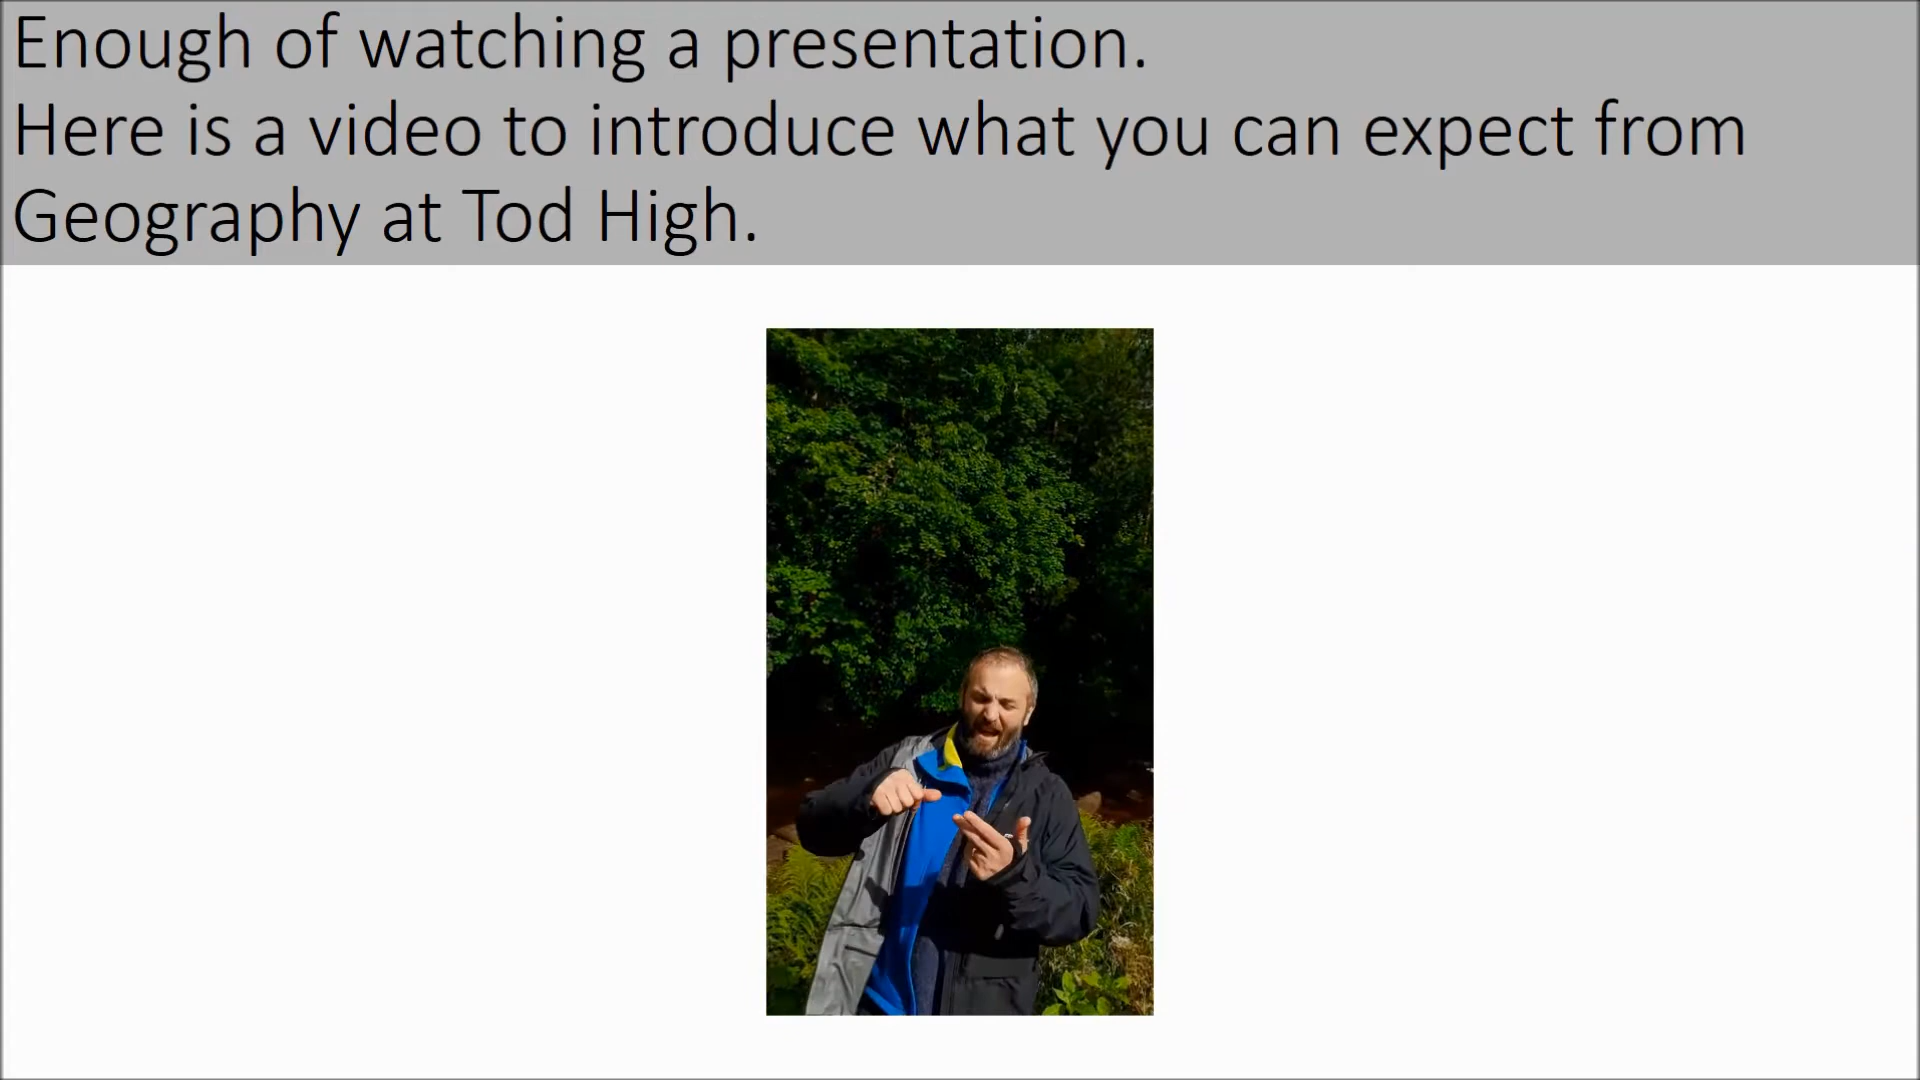 Enough of watching a presentation.
Here is a video to introduce what you can expect from
Geography at Tod High.